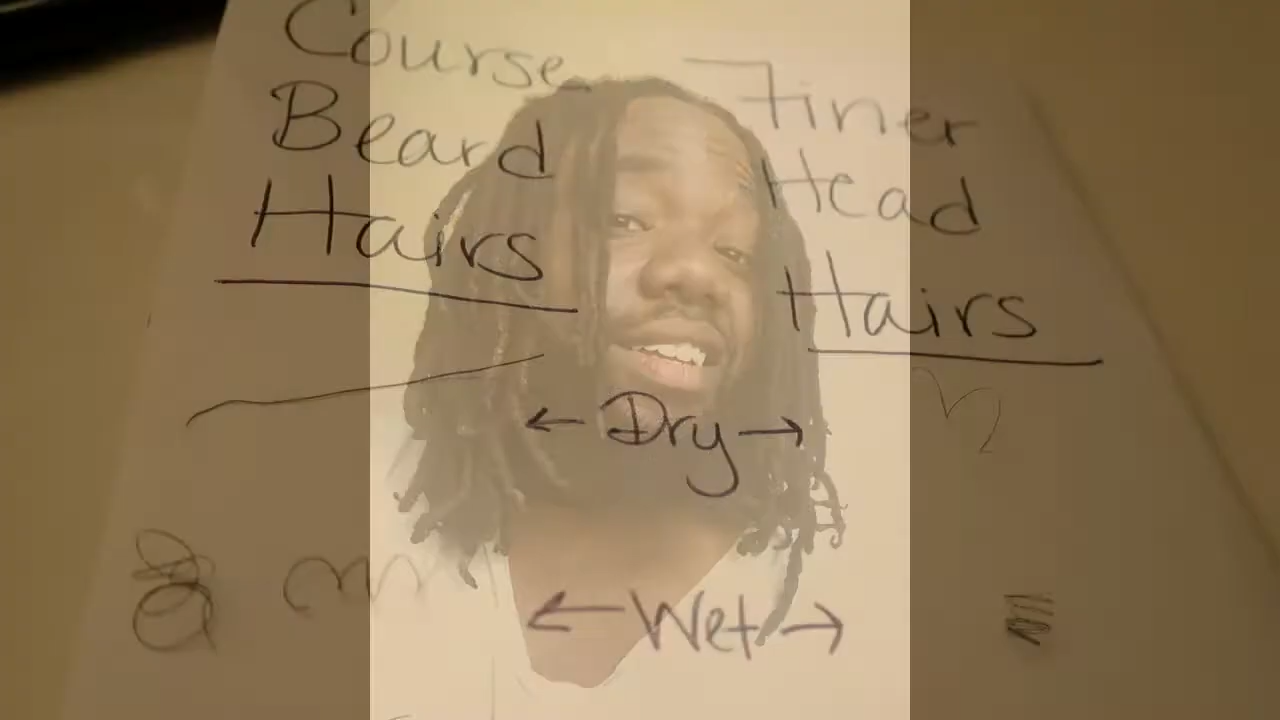 Course
Beard
Hairs
Finer
Head
Hairs
← Dry →
← Wet →